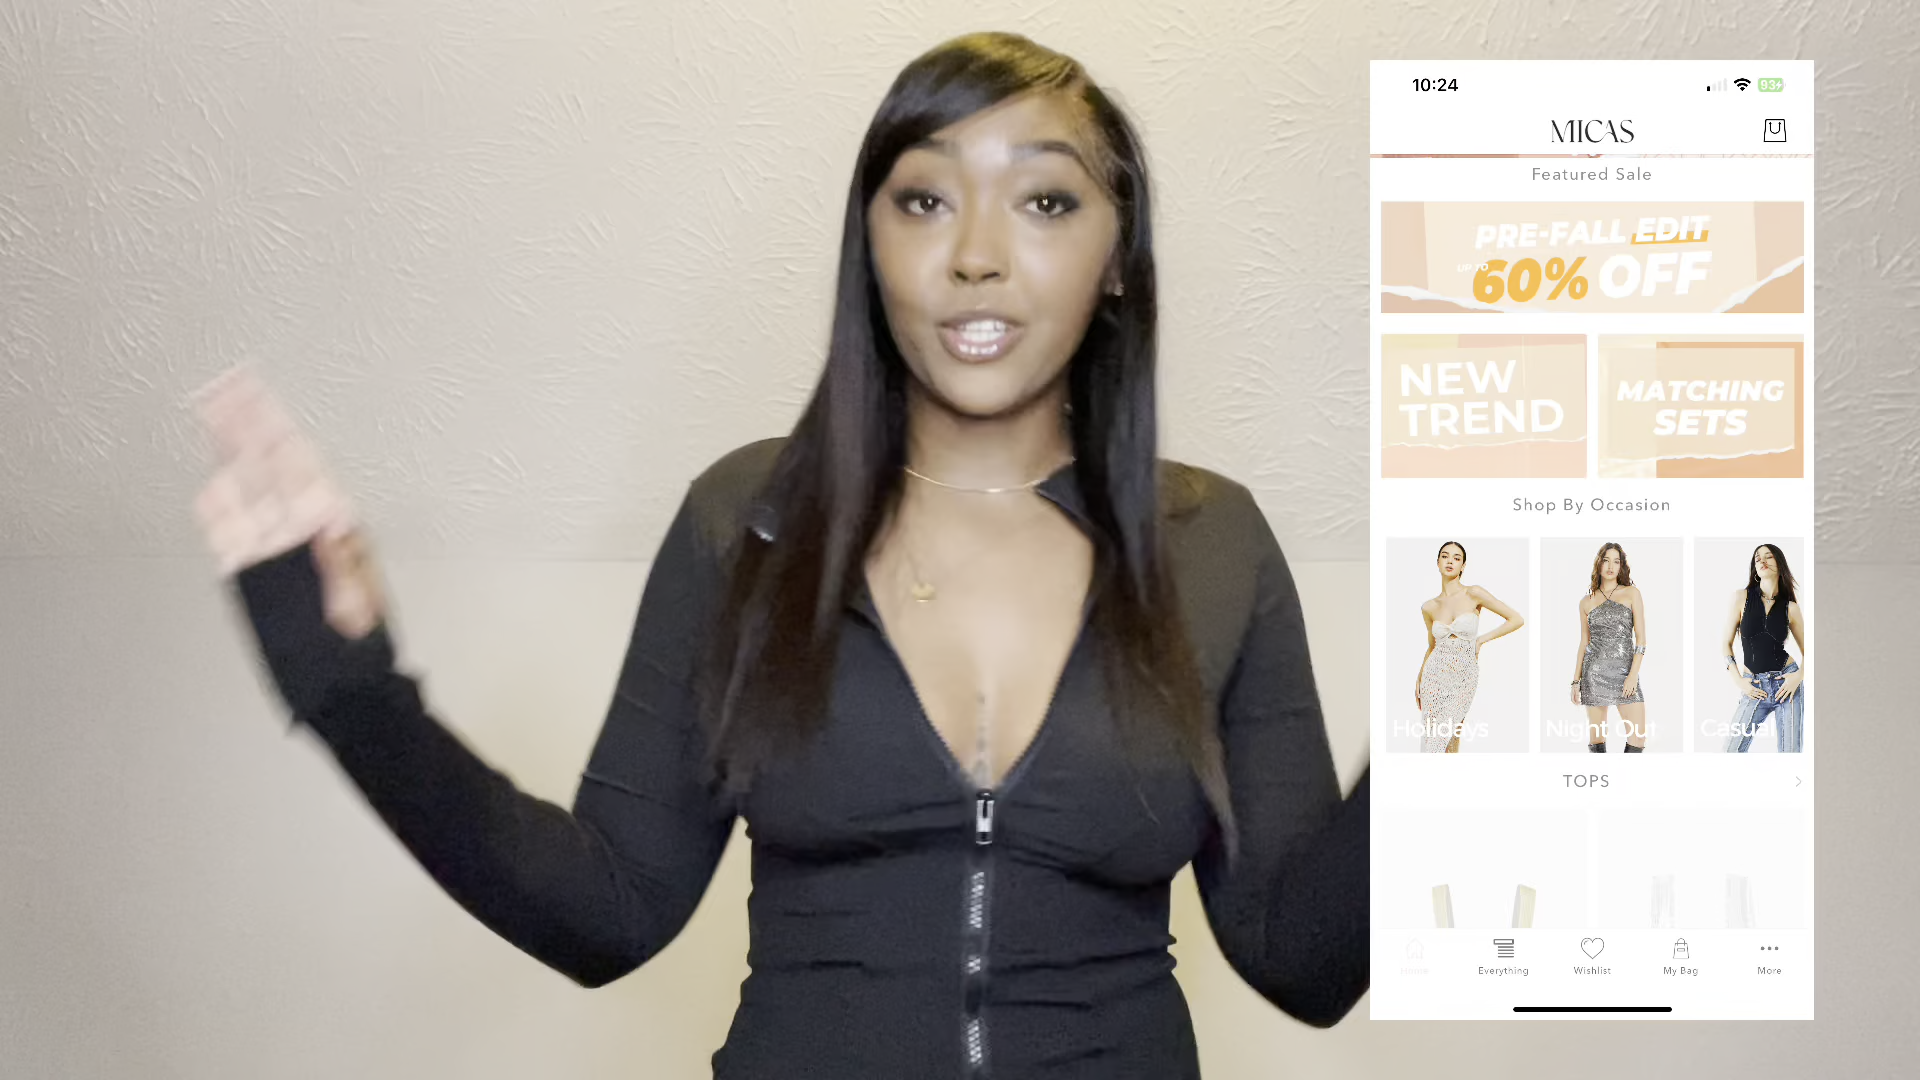 10:24
93
MICAS
Featured Sale
PRE-FALL EDIT
UP TO
60% OFF
NEW
TREND
MATCHING
SETS
Shop By Occasion
Holidays
Night Out
Casual
TOPS
Home
Everything
Wishlist
My Bag
More